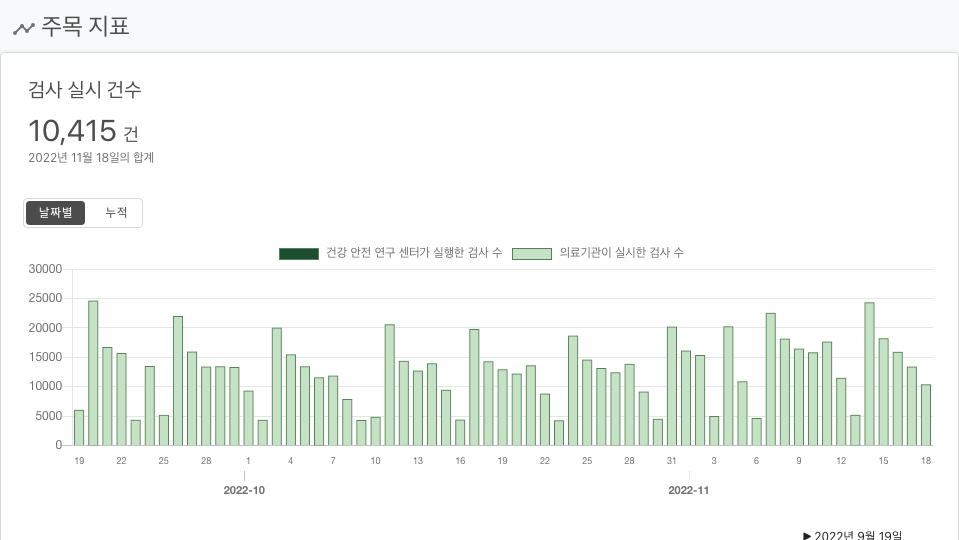 주목 지표
검사 실시 건수
10,415 건
2022년 11월 18일의 합계
날짜별 누적
건강 안전 연구 센터가 실행한 검사 수 의료기관이 실시한 검사 수
30000
25000
20000
15000
10000
5000
0
19 22 25 28 1 4 7 10 13 16 19 22 25 28 31 3 6 9 12 15 18
2022-10 2022-11
▶ 2022년 9월 19일